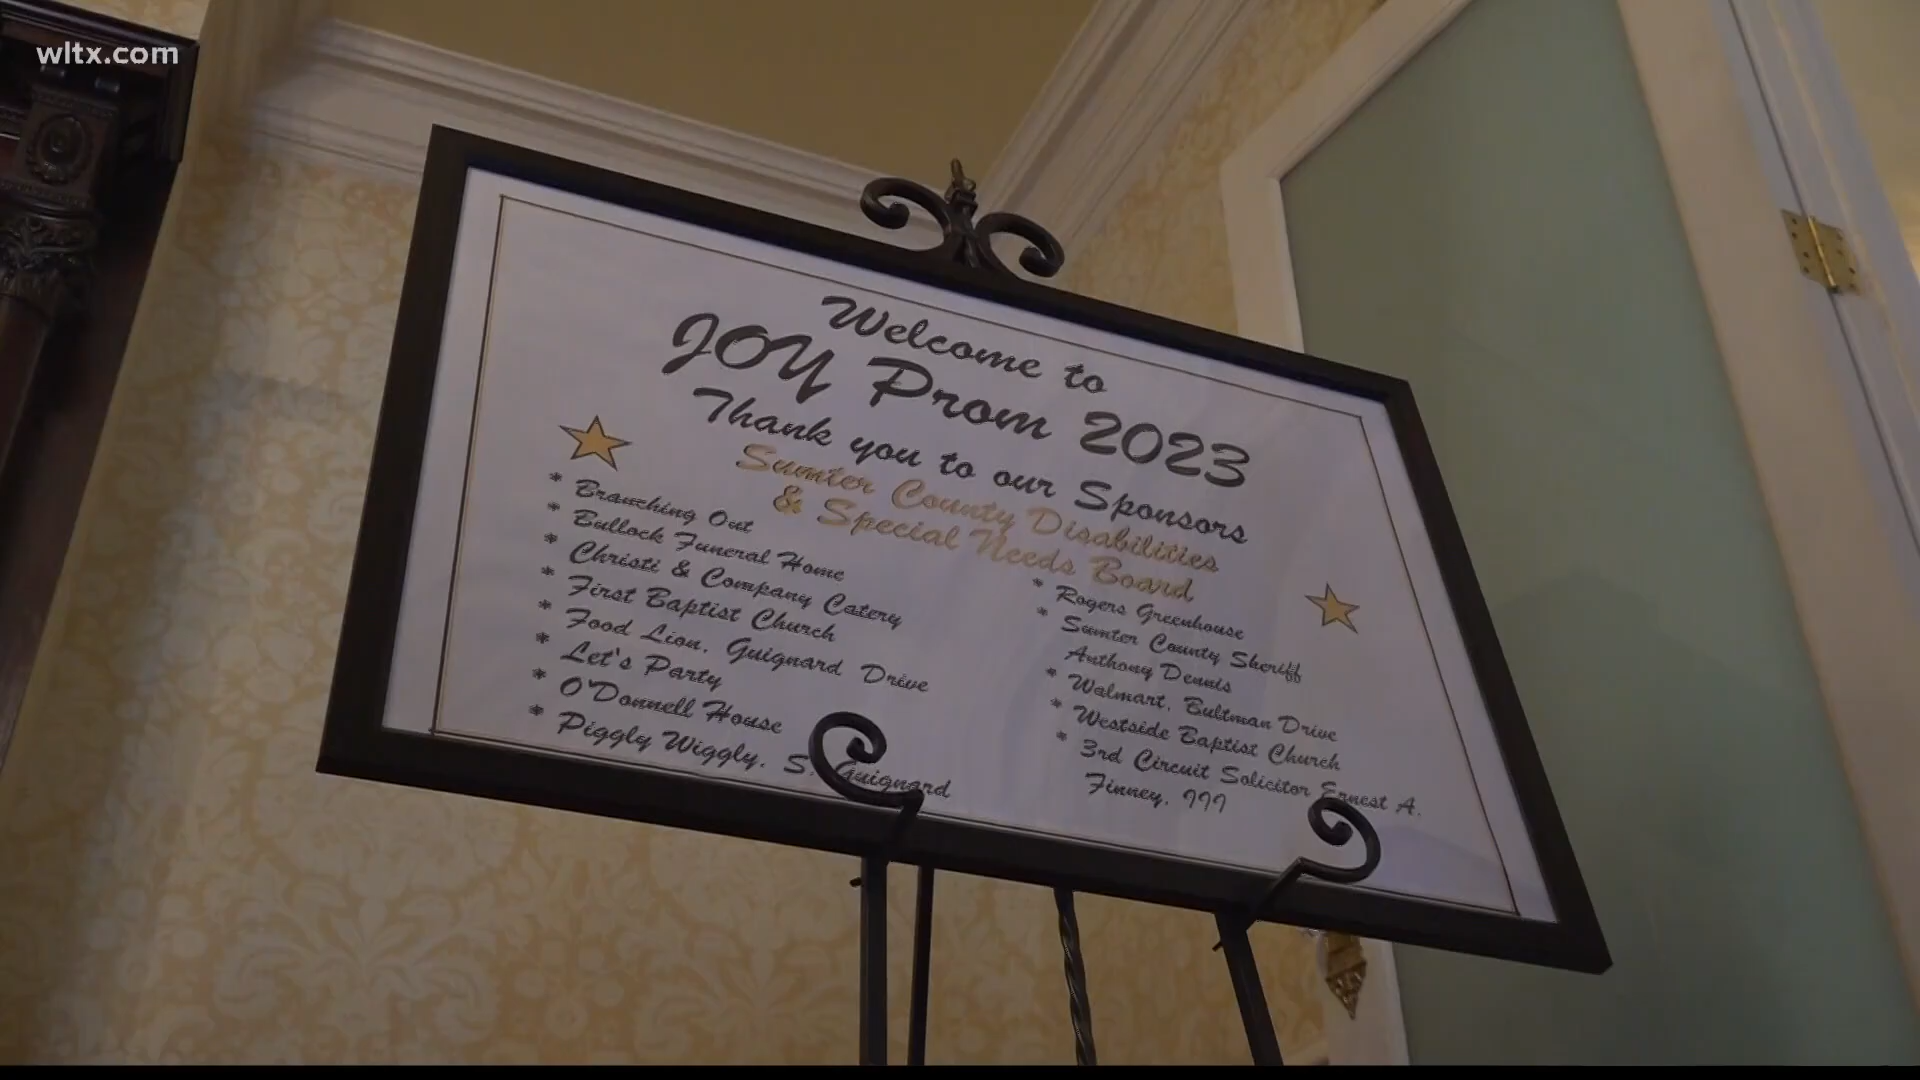 wltx.com
Welcome to
JOY Prom 2023
Thank you to our Sponsors
Sumter County Disabilities
& Special Needs Board
* Branching Out
* Bullock Funeral Home
* Christi & Company Catery
* First Baptist Church
* Food Lion, Guignard Drive
* Let's Party
* O'Donnell House
* Piggly Wiggly, S. Guignard
* Rogers Greenhouse
* Sumter County Sheriff
Anthony Dennis
* Walmart, Bultman Drive
* Westside Baptist Church
* 3rd Circuit Solicitor Ernest A.
Finney, III